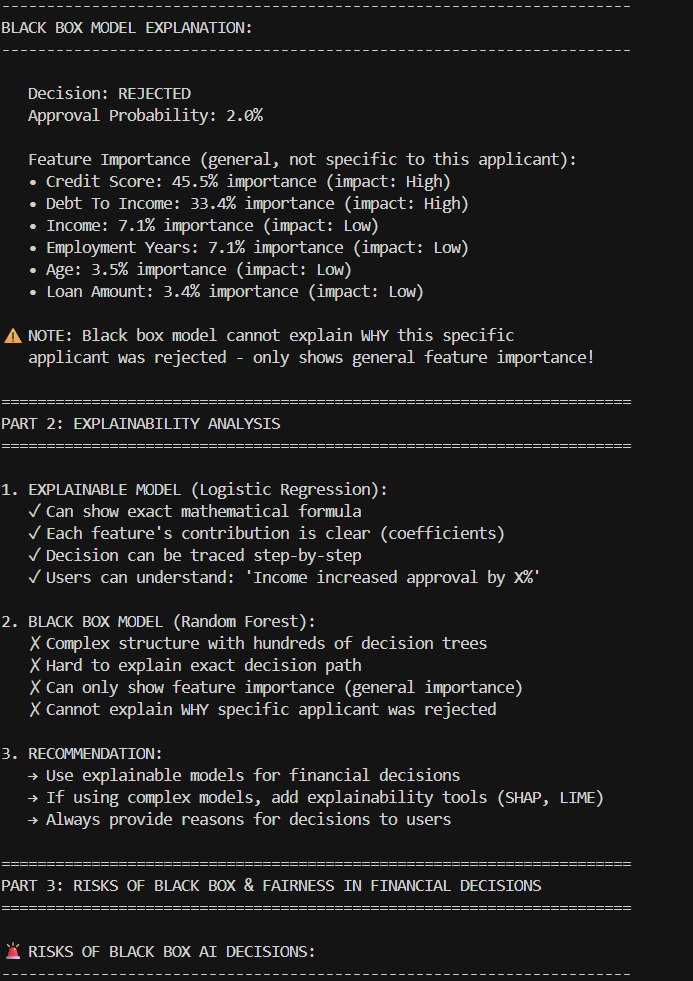 ----------------------------------------------------------------------
BLACK BOX MODEL EXPLANATION:
----------------------------------------------------------------------
Decision: REJECTED
Approval Probability: 2.0%
Feature Importance (general, not specific to this applicant):
• Credit Score: 45.5% importance (impact: High)
• Debt To Income: 33.4% importance (impact: High)
• Income: 7.1% importance (impact: Low)
• Employment Years: 7.1% importance (impact: Low)
• Age: 3.5% importance (impact: Low)
• Loan Amount: 3.4% importance (impact: Low)
⚠️ NOTE: Black box model cannot explain WHY this specific
applicant was rejected - only shows general feature importance!
======================================================================
PART 2: EXPLAINABILITY ANALYSIS
======================================================================
1. EXPLAINABLE MODEL (Logistic Regression):
✓ Can show exact mathematical formula
✓ Each feature's contribution is clear (coefficients)
✓ Decision can be traced step-by-step
✓ Users can understand: 'Income increased approval by X%'
2. BLACK BOX MODEL (Random Forest):
✗ Complex structure with hundreds of decision trees
✗ Hard to explain exact decision path
✗ Can only show feature importance (general importance)
✗ Cannot explain WHY specific applicant was rejected
3. RECOMMENDATION:
→ Use explainable models for financial decisions
→ If using complex models, add explainability tools (SHAP, LIME)
→ Always provide reasons for decisions to users
======================================================================
PART 3: RISKS OF BLACK BOX & FAIRNESS IN FINANCIAL DECISIONS
======================================================================
🚨 RISKS OF BLACK BOX AI DECISIONS:
----------------------------------------------------------------------